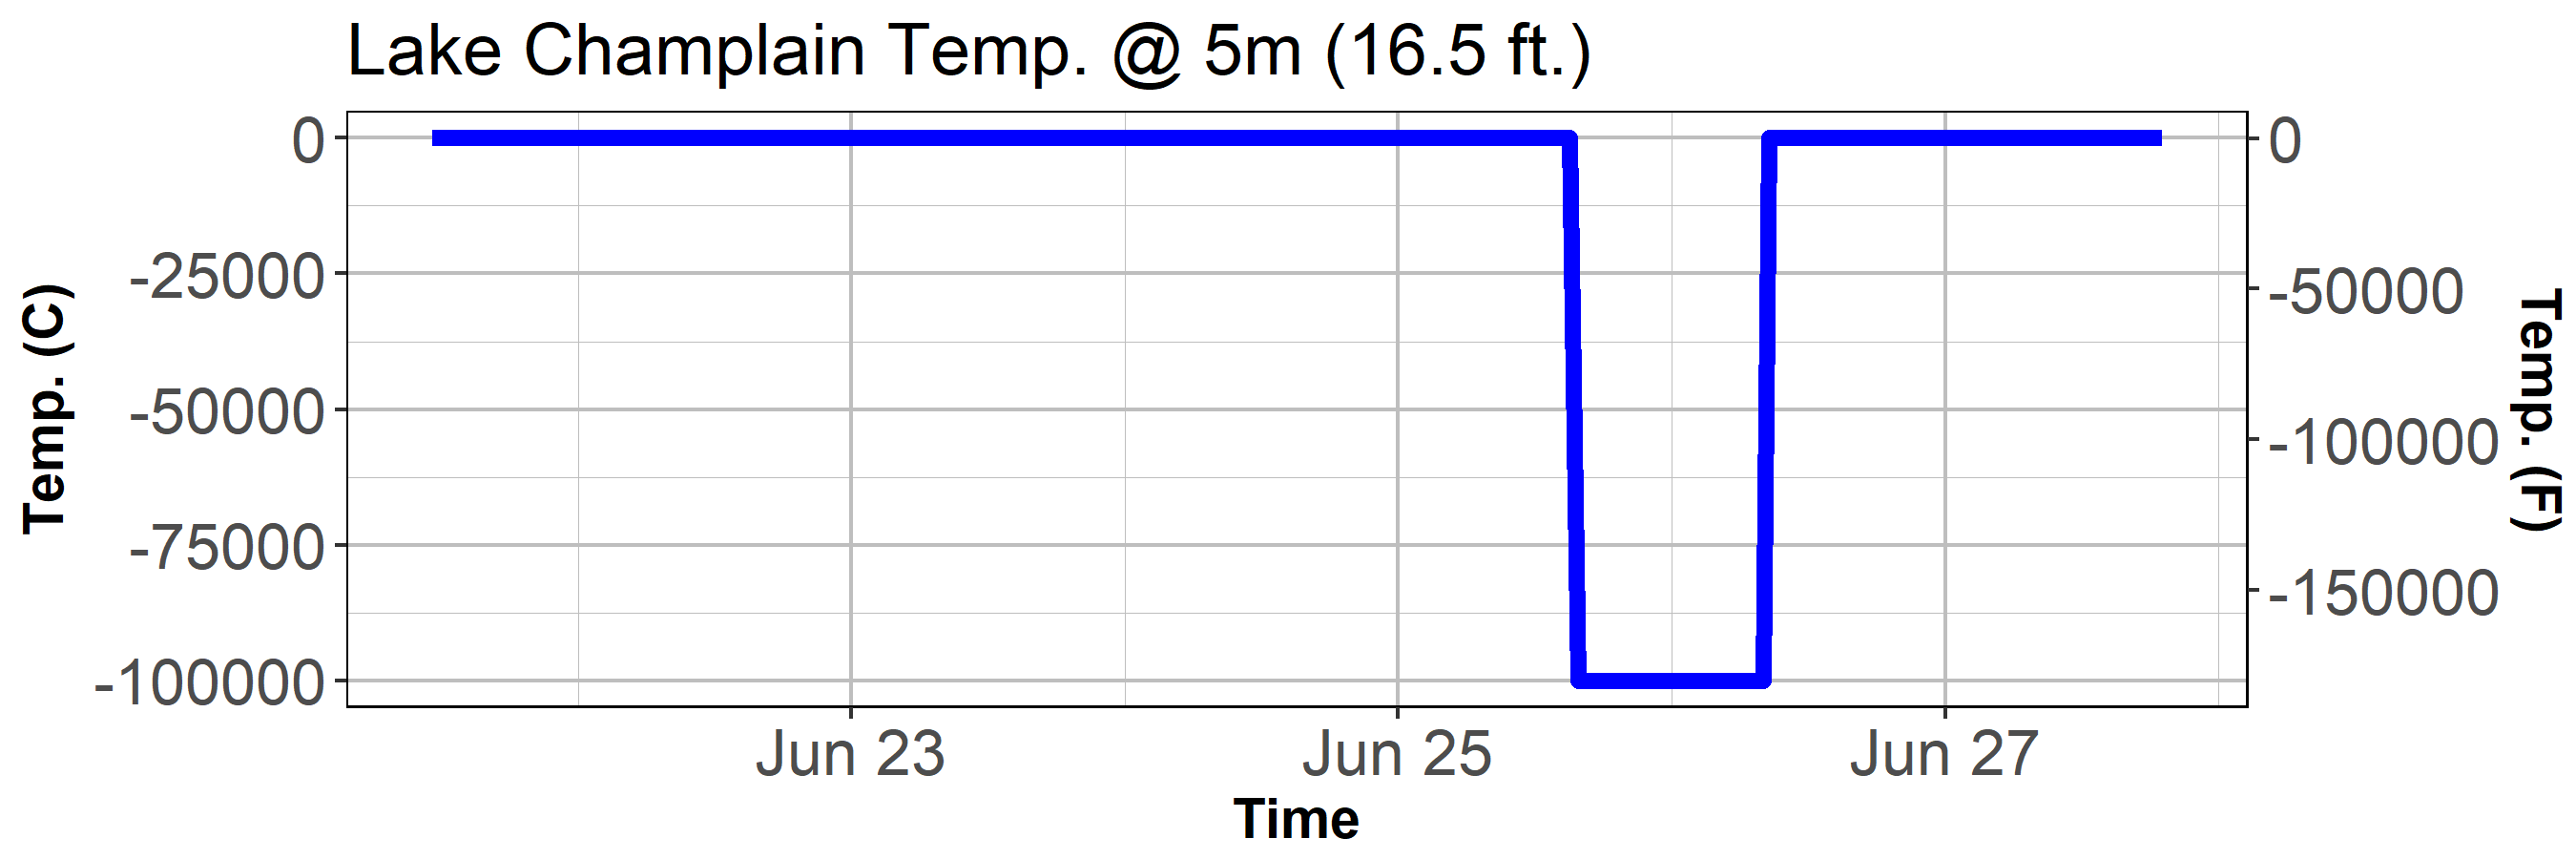 Lake Champlain Temp. @ 5m (16.5 ft.)
Temp. (C)
0
-25000
-50000
-75000
-100000
0
-50000
-100000
-150000
Temp. (F)
Jun 23
Jun 25
Jun 27
Time